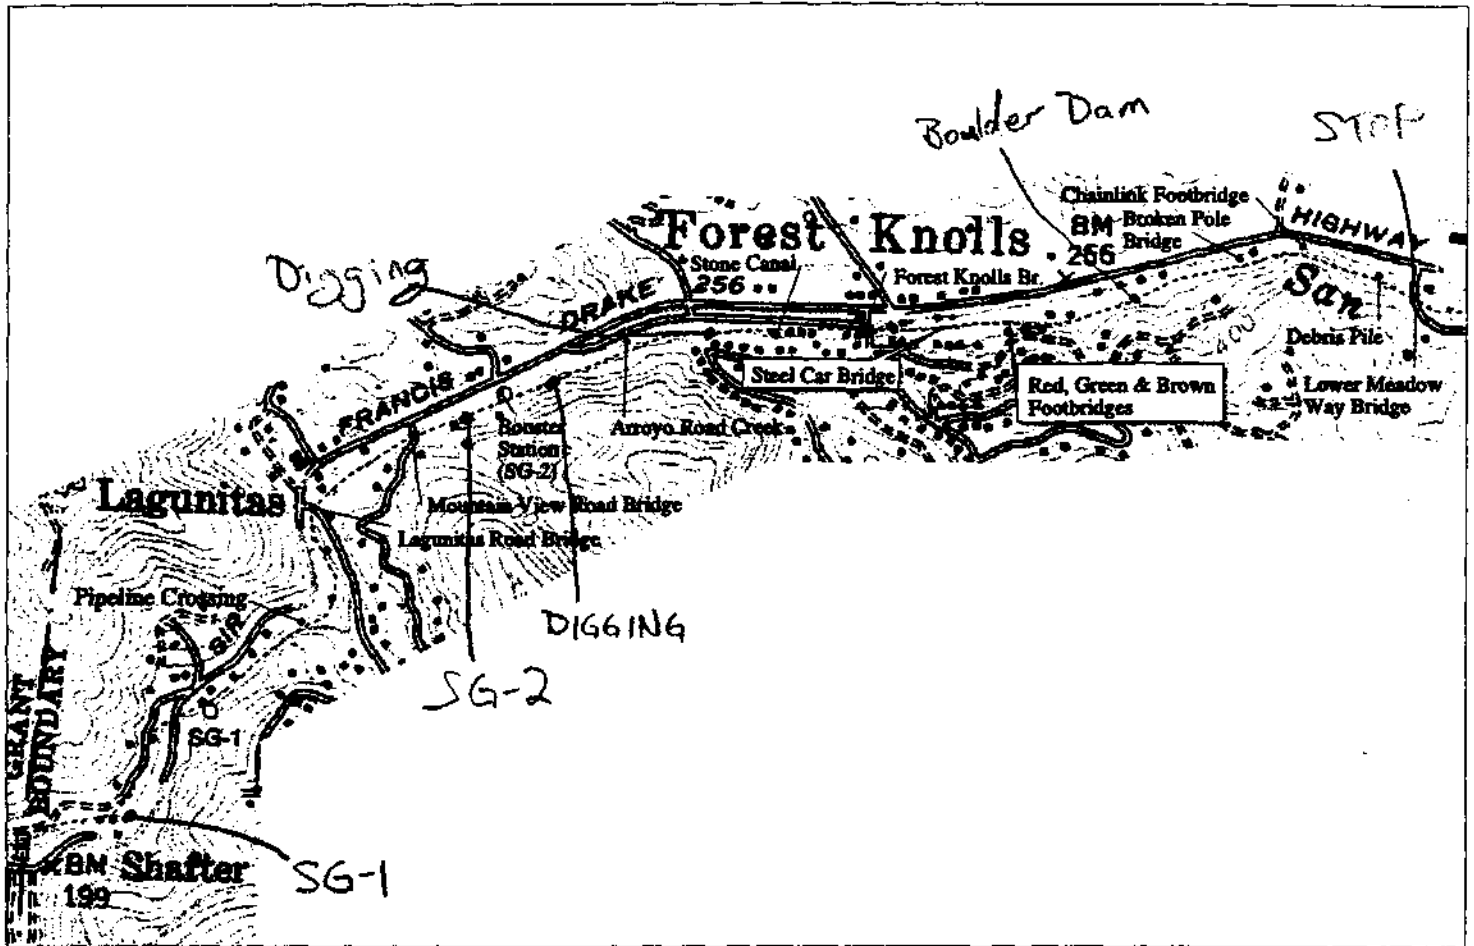 Boulder Dam
STOP
Chainlink Footbridge
BM
266
Broken Pole
Bridge
HIGHWAY
Forest Knolls
Digging
Stone Canal
256
Forest Knolls Br.
San
DRAKE
400
Debris Pile
Steel Car Bridge
Red, Green & Brown
Footbridges
Lower Meadow
Way Bridge
FRANCIS
Booster
Station
(SG-2)
Arroyo Road Creek
Lagunitas
Mountain View Road Bridge
Lagunitas Road Bridge
Pipeline Crossing
SIR
DIGGING
SG-2
SG-1
GRANT
BOUNDARY
BM
199
Shafter
SG-1